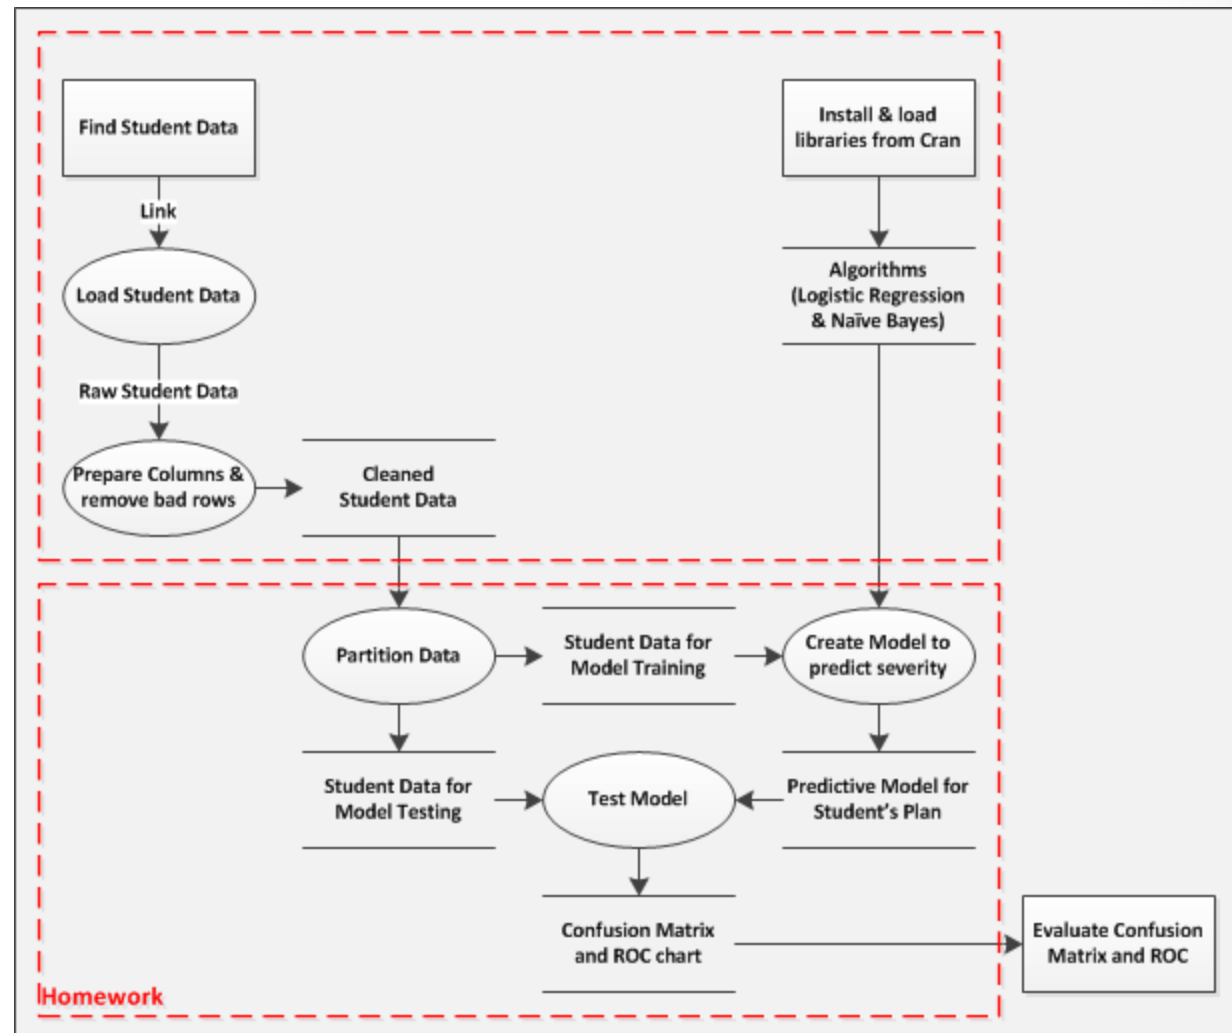 Find Student Data
Install & load
libraries from Cran
Link
Load Student Data
Algorithms
(Logistic Regression
& Naīve Bayes)
Raw Student Data
Prepare Columns &
remove bad rows
Cleaned
Student Data
Partition Data
Student Data for
Model Training
Create Model to
predict severity
Student Data for
Model Testing
Test Model
Predictive Model for
Student’s Plan
Confusion Matrix
and ROC chart
Evaluate Confusion
Matrix and ROC
Homework